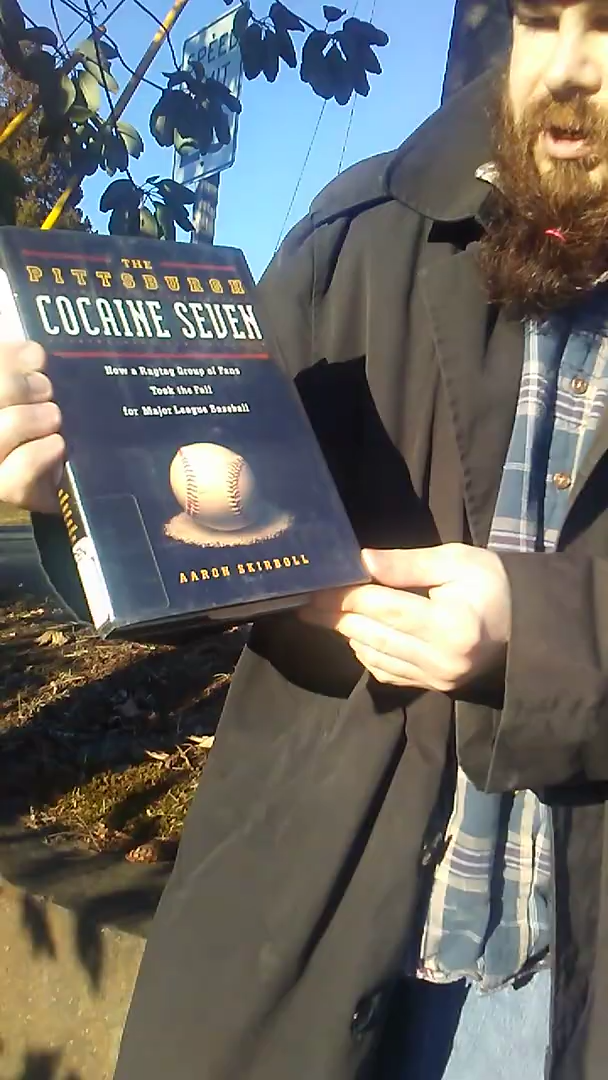 SPEED
LIMIT
THE
PITTSBURGH
COCAINE SEVEN
How a Ragtag Group of Fans
Took the Fall
for Major League Baseball
AARON SKIRBOLL